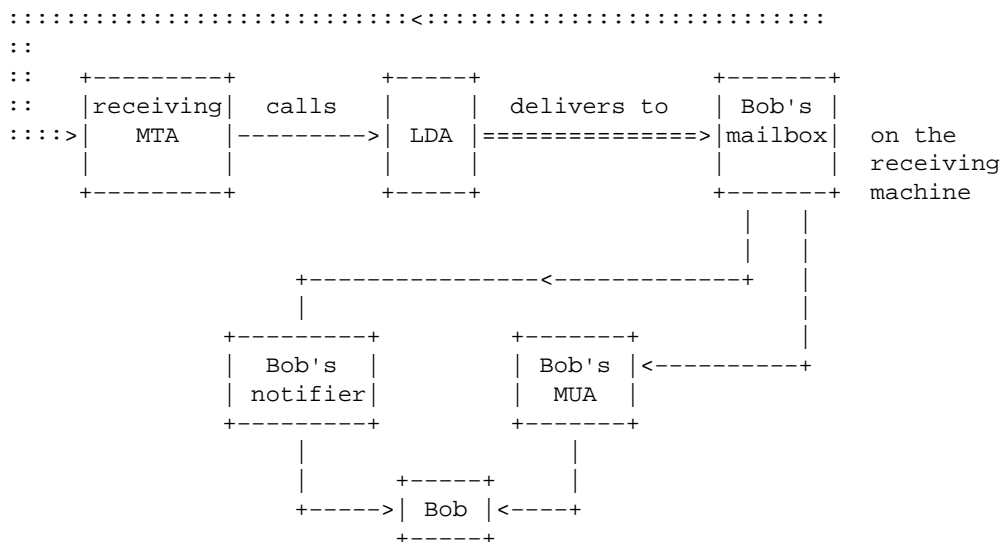 receiving calls delivers to Bob's
MTA LDA mailbox on the
receiving
machine
Bob's Bob's
notifier MUA
Bob